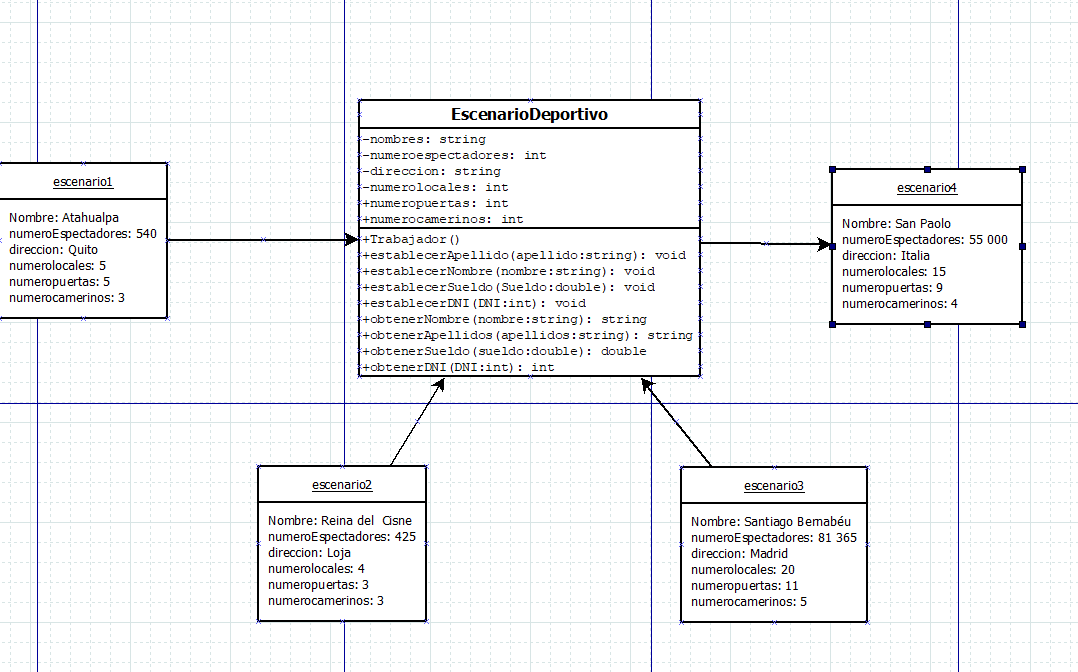 EscenarioDeportivo
-nombres: string
-numeroespectadores: int
-direccion: string
-numerolocales: int
+numeropuertas: int
+numerocamerinos: int
+Trabajador()
+establecerApellido(apellido:string): void
+establecerNombre(nombre:string): void
+establecerSueldo(Sueldo:double): void
+establecerDNI(DNI:int): void
+obtenerNombre(nombre:string): string
+obtenerApellidos(apellidos:string): string
+obtenerSueldo(sueldo:double): double
+obtenerDNI(DNI:int): int
escenario1
Nombre: Atahualpa
numeroEspectadores: 540
direccion: Quito
numerolocales: 5
numeropuertas: 5
numerocamerinos: 3
escenario4
Nombre: San Paolo
numeroEspectadores: 55 000
direccion: Italia
numerolocales: 15
numeropuertas: 9
numerocamerinos: 4
escenario2
Nombre: Reina del  Cisne
numeroEspectadores: 425
direccion: Loja
numerolocales: 4
numeropuertas: 3
numerocamerinos: 3
escenario3
Nombre: Santiago Bernabéu
numeroEspectadores: 81 365
direccion: Madrid
numerolocales: 20
numeropuertas: 11
numerocamerinos: 5